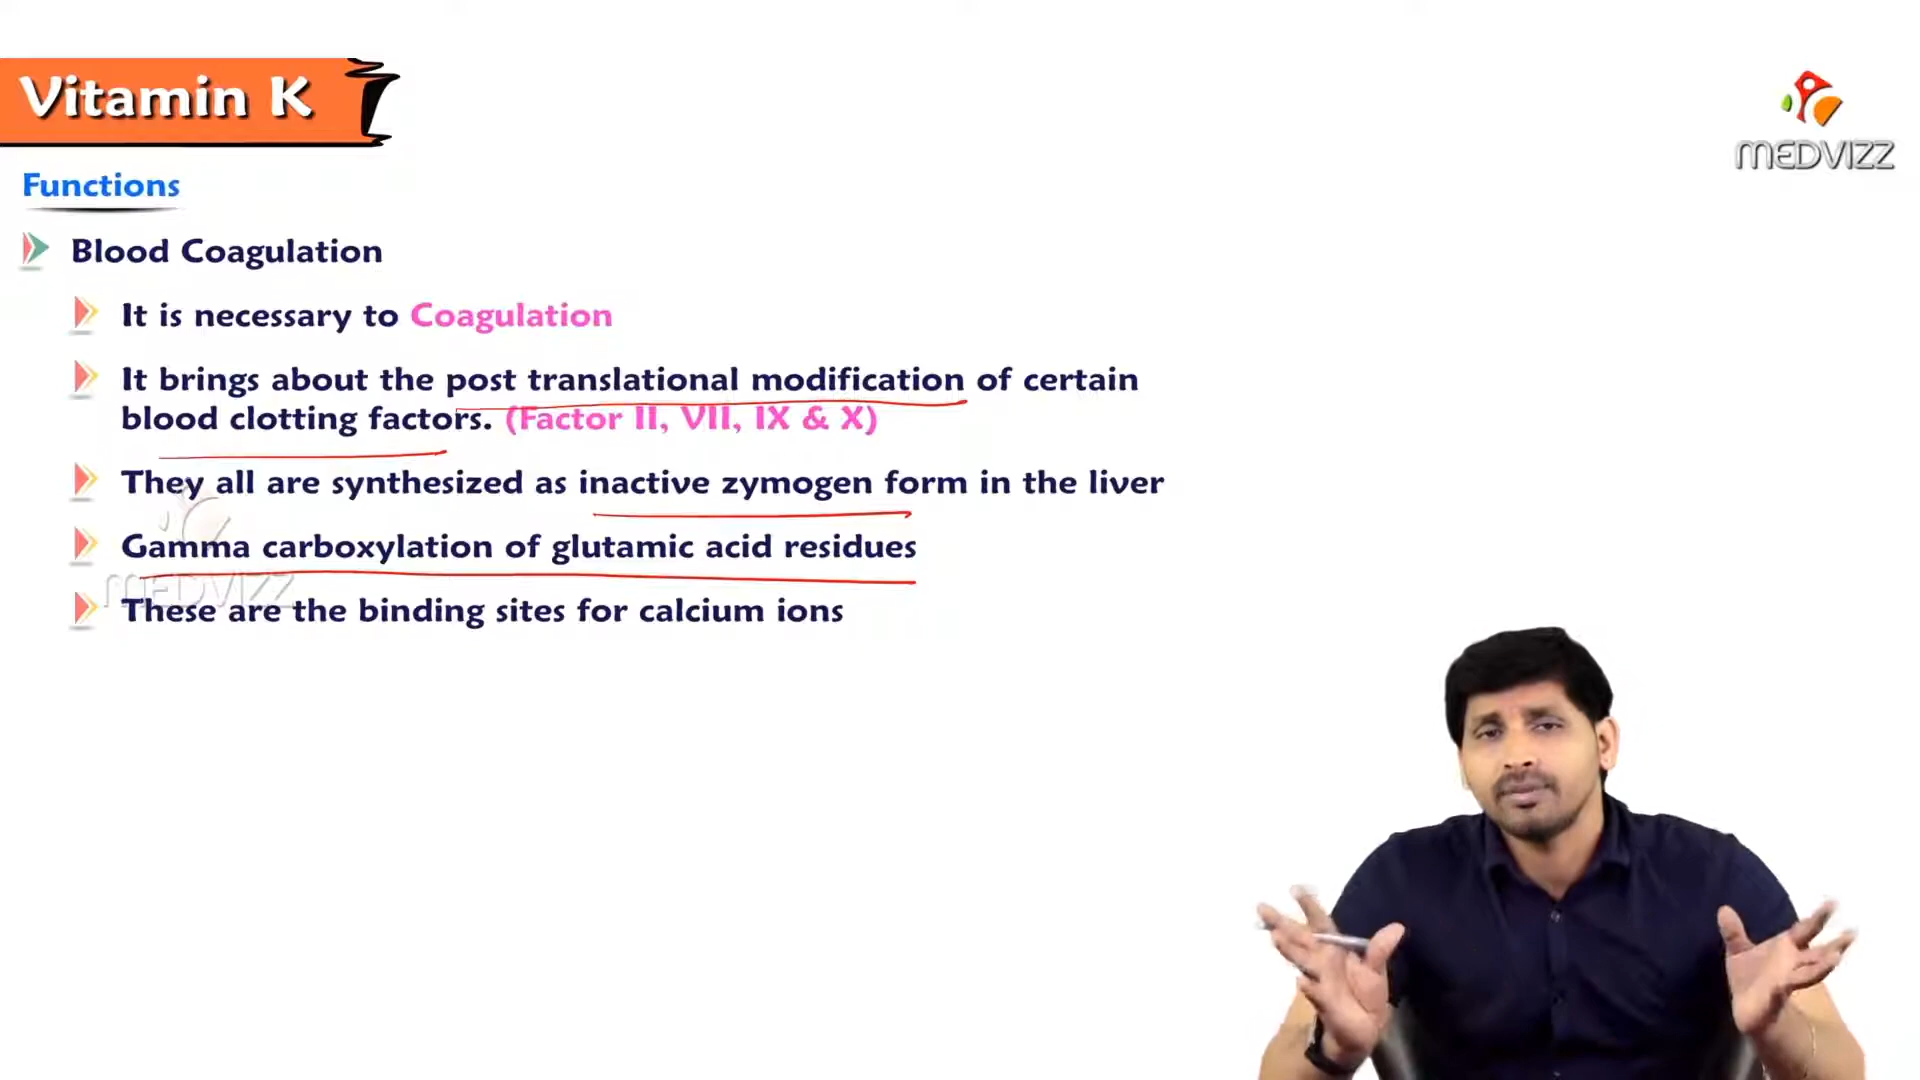 Vitamin K
MEDVIZZ
Functions
Blood Coagulation
It is necessary to Coagulation
It brings about the post translational modification of certain
blood clotting factors. (Factor II, VII, IX & X)
They all are synthesized as inactive zymogen form in the liver
Gamma carboxylation of glutamic acid residues
MEDVIZZ
These are the binding sites for calcium ions